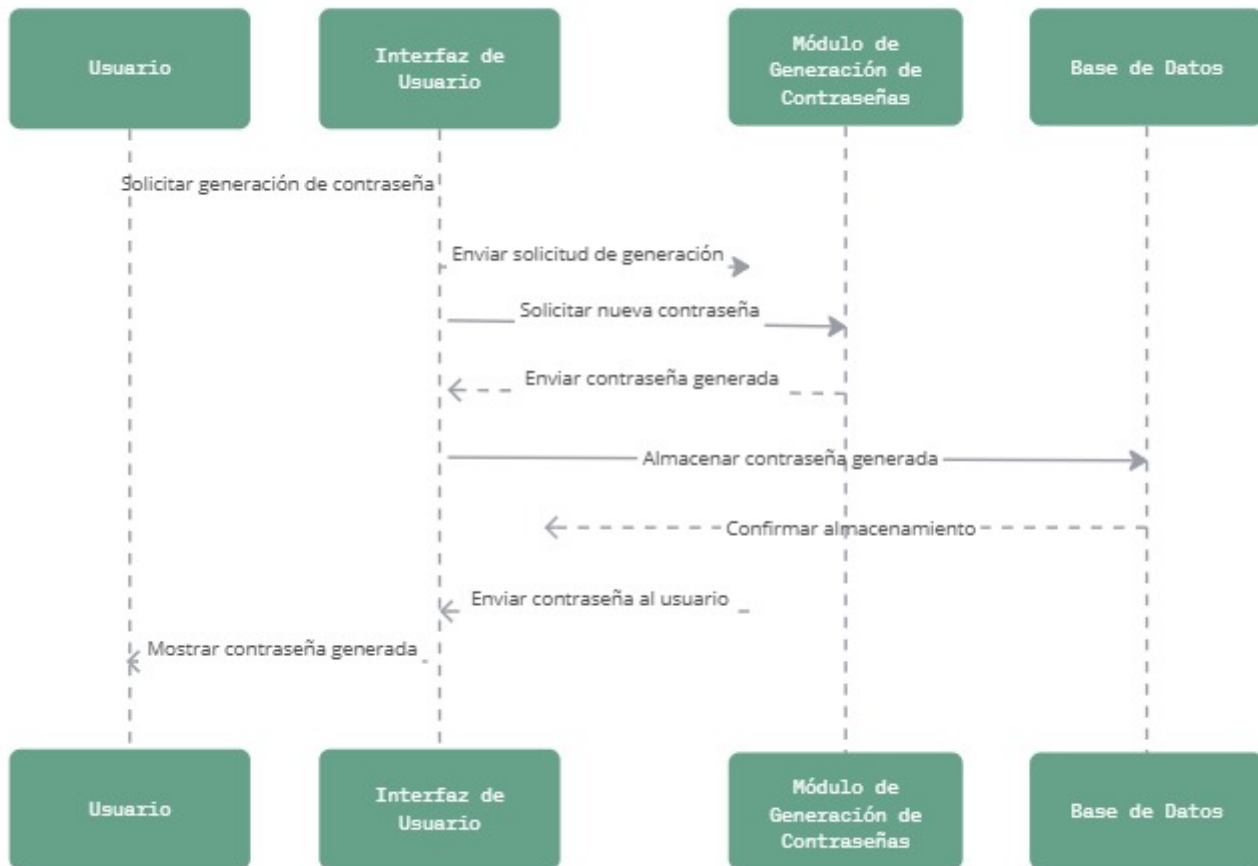 Usuario
Interfaz de
Usuario
Módulo de
Generación de
Contraseñas
Base de Datos
Solicitar generación de contraseña
Enviar solicitud de generación
Solicitar nueva contraseña
Enviar contraseña generada
Almacenar contraseña generada
Confirmar almacenamiento
Enviar contraseña al usuario
Mostrar contraseña generada
Usuario
Interfaz de
Usuario
Módulo de
Generación de
Contraseñas
Base de Datos